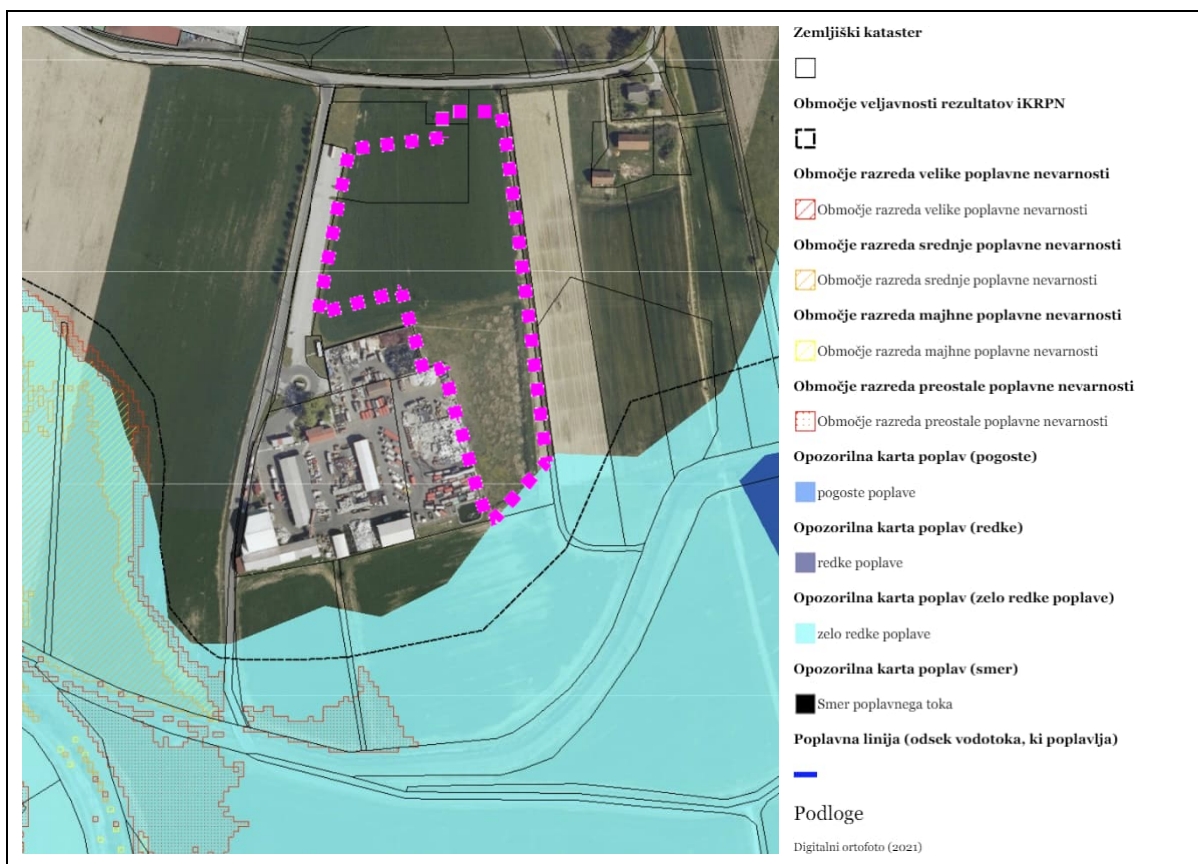 Zemljiški kataster
Območje veljavnosti rezultatov iKRPN
Območje razreda velike poplavne nevarnosti
Območje razreda velike poplavne nevarnosti
Območje razreda srednje poplavne nevarnosti
Območje razreda srednje poplavne nevarnosti
Območje razreda majhne poplavne nevarnosti
Območje razreda majhne poplavne nevarnosti
Območje razreda preostale poplavne nevarnosti
Območje razreda preostale poplavne nevarnosti
Opozorilna karta poplav (pogoste)
pogoste poplave
Opozorilna karta poplav (redke)
redke poplave
Opozorilna karta poplav (zelo redke poplave)
zelo redke poplave
Opozorilna karta poplav (smer)
Smer poplavnega toka
Poplavna linija (odsek vodotoka, ki poplavlja)
Podloge
Digitalni ortofoto (2021)